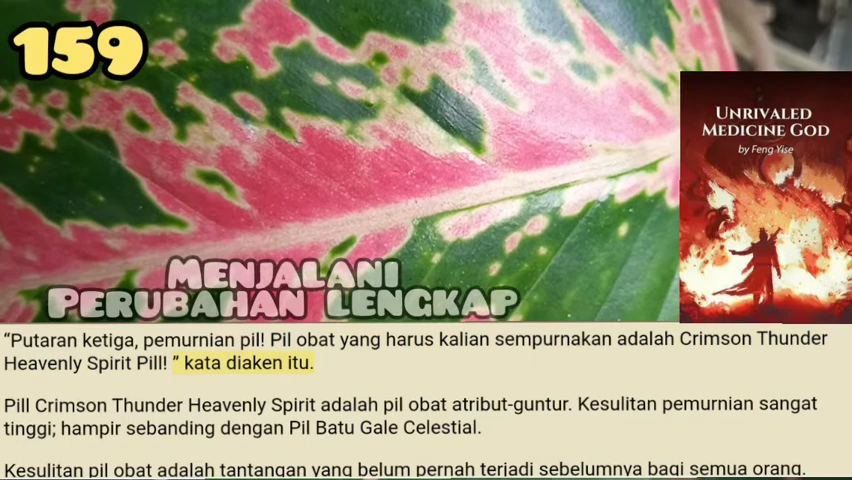 159
UNRIVALED
MEDICINE GOD
by Feng Yise
MENJALANI
PERUBAHAN LENGKAP
“Putaran ketiga, pemurnian pil! Pil obat yang harus kalian sempurnakan adalah Crimson Thunder
Heavenly Spirit Pill! ” kata diaken itu.
Pill Crimson Thunder Heavenly Spirit adalah pil obat atribut-guntur. Kesulitan pemurnian sangat
tinggi; hampir sebanding dengan Pil Batu Gale Celestial.
Kesulitan pil obat adalah tantangan yang belum pernah terjadi sebelumnya bagi semua orang.